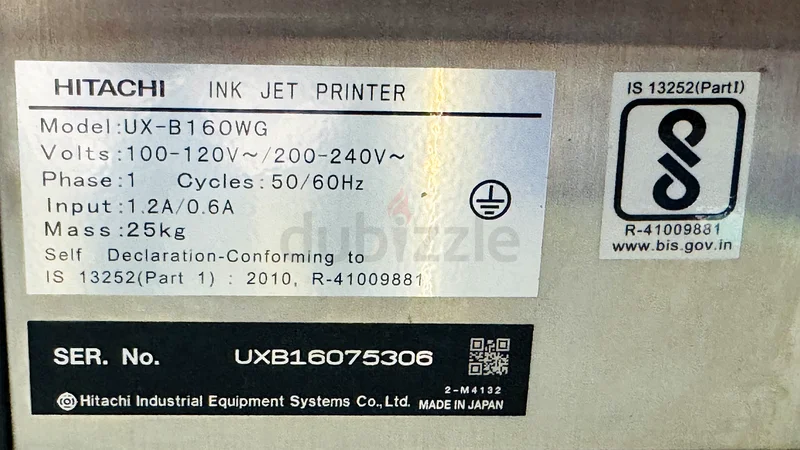 HITACHI INK JET PRINTER
Model:UX-B160WG
Volts:100-120V~/200-240V~
Phase:1 Cycles:50/60Hz
Input:1.2A/0.6A
Mass:25kg
Self Declaration-Conforming to
IS 13252(Part 1) : 2010, R-41009881
IS 13252(PartI)
R-41009881
www.bis.gov.in
dubizzle
SER. No. UXB16075306
2-M4132
Hitachi Industrial Equipment Systems Co.,Ltd. MADE IN JAPAN